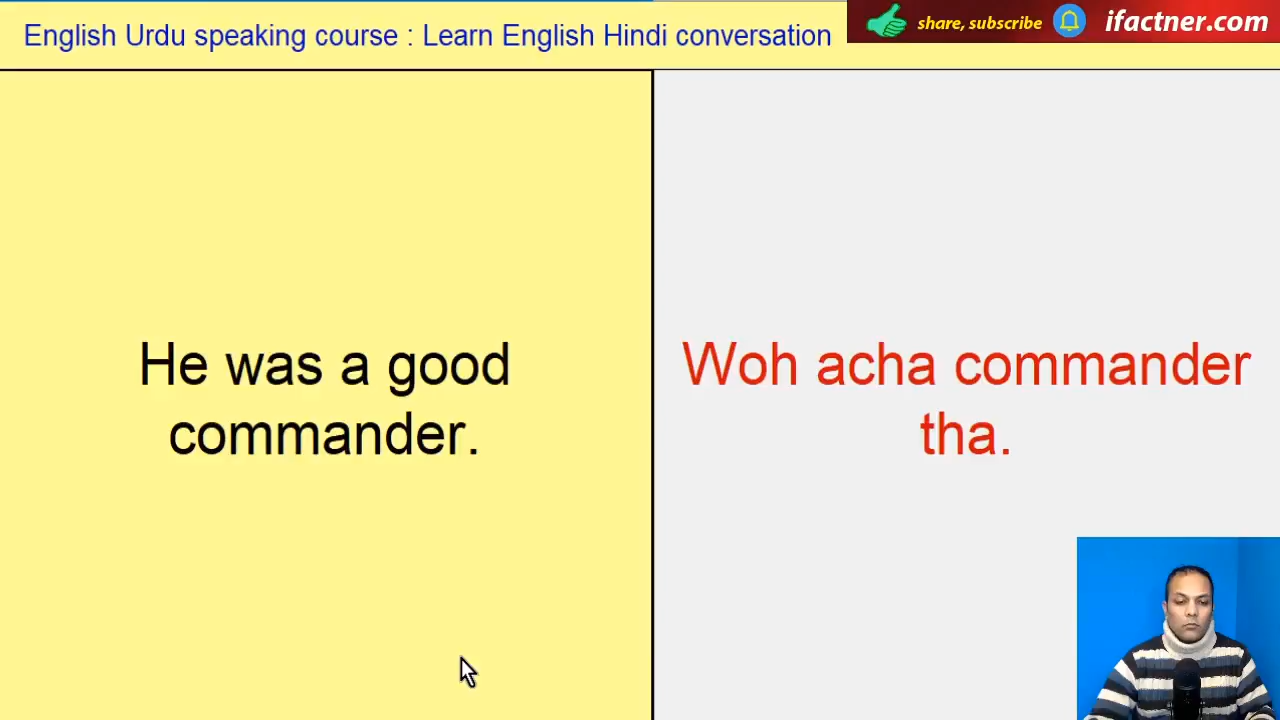 English Urdu speaking course : Learn English Hindi conversation
share, subscribe
ifactner.com
He was a good
commander.
Woh acha commander
tha.